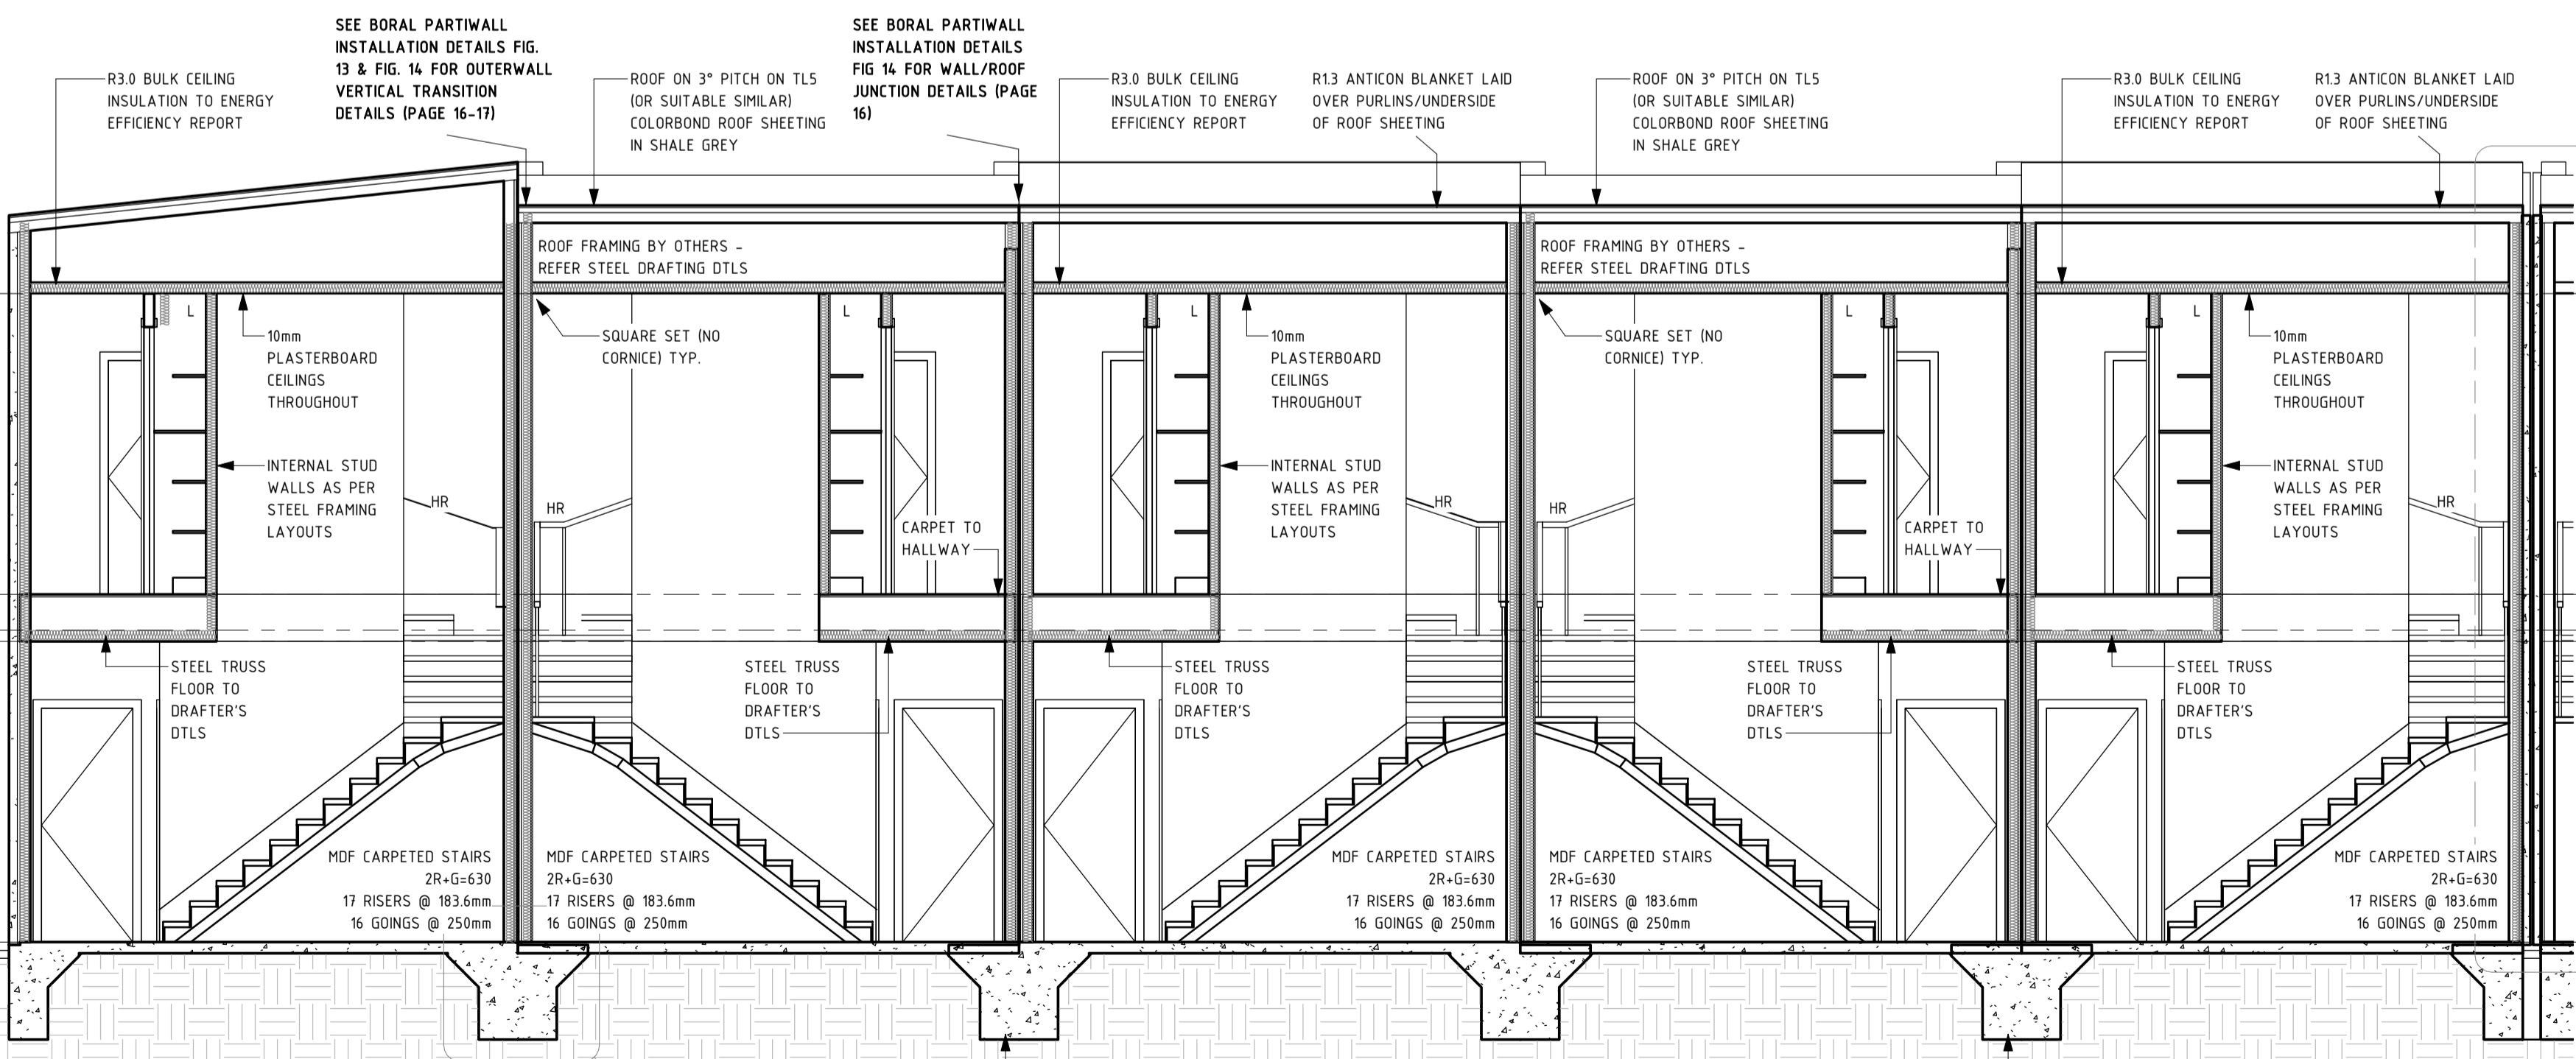 SEE BORAL PARTIWALL
INSTALLATION DETAILS FIG.
13 & FIG. 14 FOR OUTERWALL
VERTICAL TRANSITION
DETAILS (PAGE 16-17)
SEE BORAL PARTIWALL
INSTALLATION DETAILS
FIG 14 FOR WALL/ROOF
JUNCTION DETAILS (PAGE
16)
R3.0 BULK CEILING
INSULATION TO ENERGY
EFFICIENCY REPORT
ROOF ON 3° PITCH ON TL5
(OR SUITABLE SIMILAR)
COLORBOND ROOF SHEETING
IN SHALE GREY
R3.0 BULK CEILING
INSULATION TO ENERGY
EFFICIENCY REPORT
R1.3 ANTICON BLANKET LAID
OVER PURLINS/UNDERSIDE
OF ROOF SHEETING
ROOF ON 3° PITCH ON TL5
(OR SUITABLE SIMILAR)
COLORBOND ROOF SHEETING
IN SHALE GREY
R3.0 BULK CEILING
INSULATION TO ENERGY
EFFICIENCY REPORT
R1.3 ANTICON BLANKET LAID
OVER PURLINS/UNDERSIDE
OF ROOF SHEETING
ROOF FRAMING BY OTHERS -
REFER STEEL DRAFTING DTLS
ROOF FRAMING BY OTHERS -
REFER STEEL DRAFTING DTLS
L
L
L
L
L
10mm
PLASTERBOARD
CEILINGS
THROUGHOUT
SQUARE SET (NO
CORNICE) TYP.
10mm
PLASTERBOARD
CEILINGS
THROUGHOUT
SQUARE SET (NO
CORNICE) TYP.
10mm
PLASTERBOARD
CEILINGS
THROUGHOUT
INTERNAL STUD
WALLS AS PER
STEEL FRAMING
LAYOUTS
HR
HR
CARPET TO
HALLWAY
INTERNAL STUD
WALLS AS PER
STEEL FRAMING
LAYOUTS
HR
HR
CARPET TO
HALLWAY
INTERNAL STUD
WALLS AS PER
STEEL FRAMING
LAYOUTS
HR
STEEL TRUSS
FLOOR TO
DRAFTER'S
DTLS
STEEL TRUSS
FLOOR TO
DRAFTER'S
DTLS
STEEL TRUSS
FLOOR TO
DRAFTER'S
DTLS
STEEL TRUSS
FLOOR TO
DRAFTER'S
DTLS
STEEL TRUSS
FLOOR TO
DRAFTER'S
DTLS
MDF CARPETED STAIRS
2R+G=630
17 RISERS @ 183.6mm
16 GOINGS @ 250mm
MDF CARPETED STAIRS
2R+G=630
17 RISERS @ 183.6mm
16 GOINGS @ 250mm
MDF CARPETED STAIRS
2R+G=630
17 RISERS @ 183.6mm
16 GOINGS @ 250mm
MDF CARPETED STAIRS
2R+G=630
17 RISERS @ 183.6mm
16 GOINGS @ 250mm
MDF CARPETED STAIRS
2R+G=630
17 RISERS @ 183.6mm
16 GOINGS @ 250mm